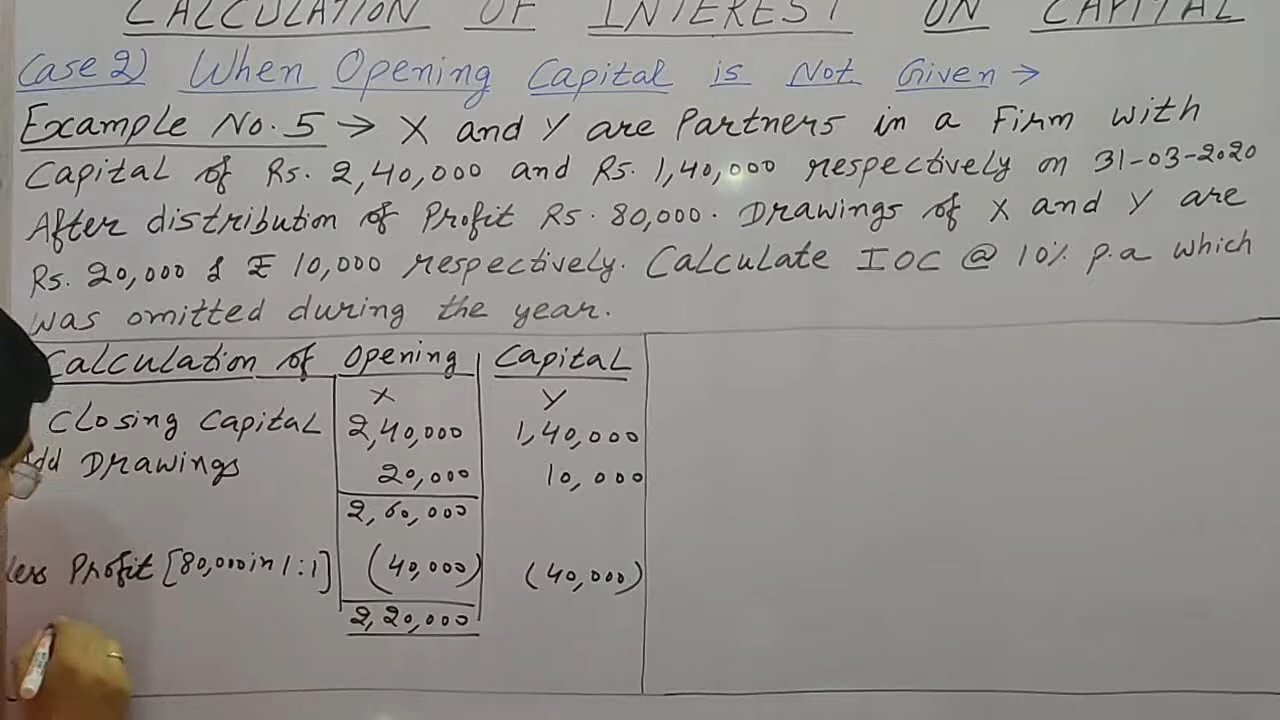 CALCULATION OF INTEREST ON CAPITAL
Case 2) When Opening Capital is Not Given →
Example No. 5 → X and Y are Partners in a Firm with
Capital of Rs. 2,40,000 and Rs. 1,40,000 respectively on 31-03-2020
After distribution of Profit Rs. 80,000. Drawings of X and Y are
Rs. 20,000 & ₹ 10,000 respectively. Calculate IOC @ 10% p.a which
was omitted during the year.
Calculation of Opening Capital
X Y
Closing Capital 2,40,000 1,40,000
Add Drawings 20,000 10,000
2,60,000
Less Profit [80,000 in 1:1] (40,000) (40,000)
2,20,000